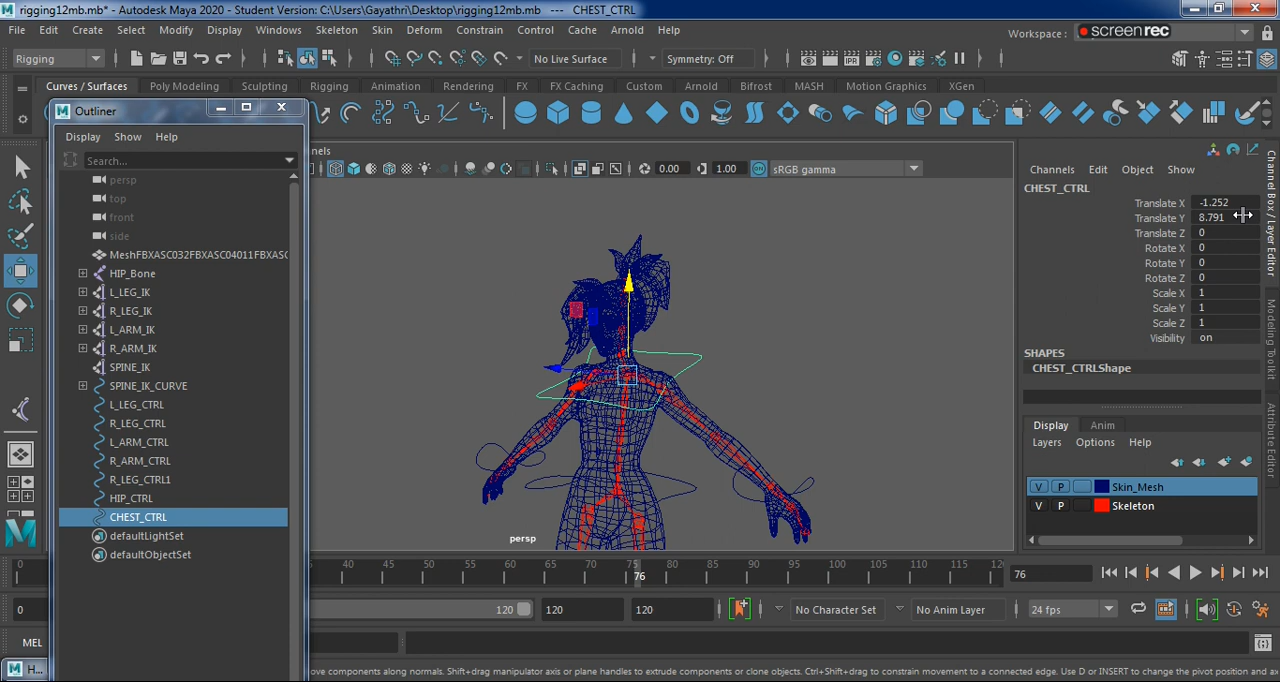 rigging12mb.mb* - Autodesk Maya 2020 - Student Version: C:\Users\Gayathri\Desktop\rigging12mb.mb --- CHEST_CTRL
File Edit Create Select Modify Display Windows Skeleton Skin Deform Constrain Control Cache Arnold Help
Workspace : screenrec
Rigging No Live Surface Symmetry: Off
Curves / Surfaces Poly Modeling Sculpting Rigging Animation Rendering FX FX Caching Custom Arnold Bifrost MASH Motion Graphics XGen
Outliner
Display Show Help
Search...
persp
top
front
side
MeshFBXASC032FBXASC04011FBXASC
HIP_Bone
L_LEG_IK
R_LEG_IK
L_ARM_IK
R_ARM_IK
SPINE_IK
SPINE_IK_CURVE
L_LEG_CTRL
R_LEG_CTRL
L_ARM_CTRL
R_ARM_CTRL
R_LEG_CTRL1
HIP_CTRL
CHEST_CTRL
defaultLightSet
defaultObjectSet
nels
0.00 1.00 sRGB gamma
persp
Channels Edit Object Show
CHEST_CTRL
Translate X -1.252
Translate Y 8.791
Translate Z 0
Rotate X 0
Rotate Y 0
Rotate Z 0
Scale X 1
Scale Y 1
Scale Z 1
Visibility on
SHAPES
CHEST_CTRLShape
Display Anim
Layers Options Help
V P Skin_Mesh
V P Skeleton
Channel Box / Layer Editor
Modeling Toolkit
Attribute Editor
0 35 40 45 50 55 60 65 70 75 80 85 90 95 100 105 110 115 12
76
76
0 120 120 120 No Character Set No Anim Layer 24 fps
MEL
H...
ove components along normals. Shift+drag manipulator axis or plane handles to extrude components or clone objects. Ctrl+Shift+drag to constrain movement to a connected edge. Use D or INSERT to change the pivot position and a